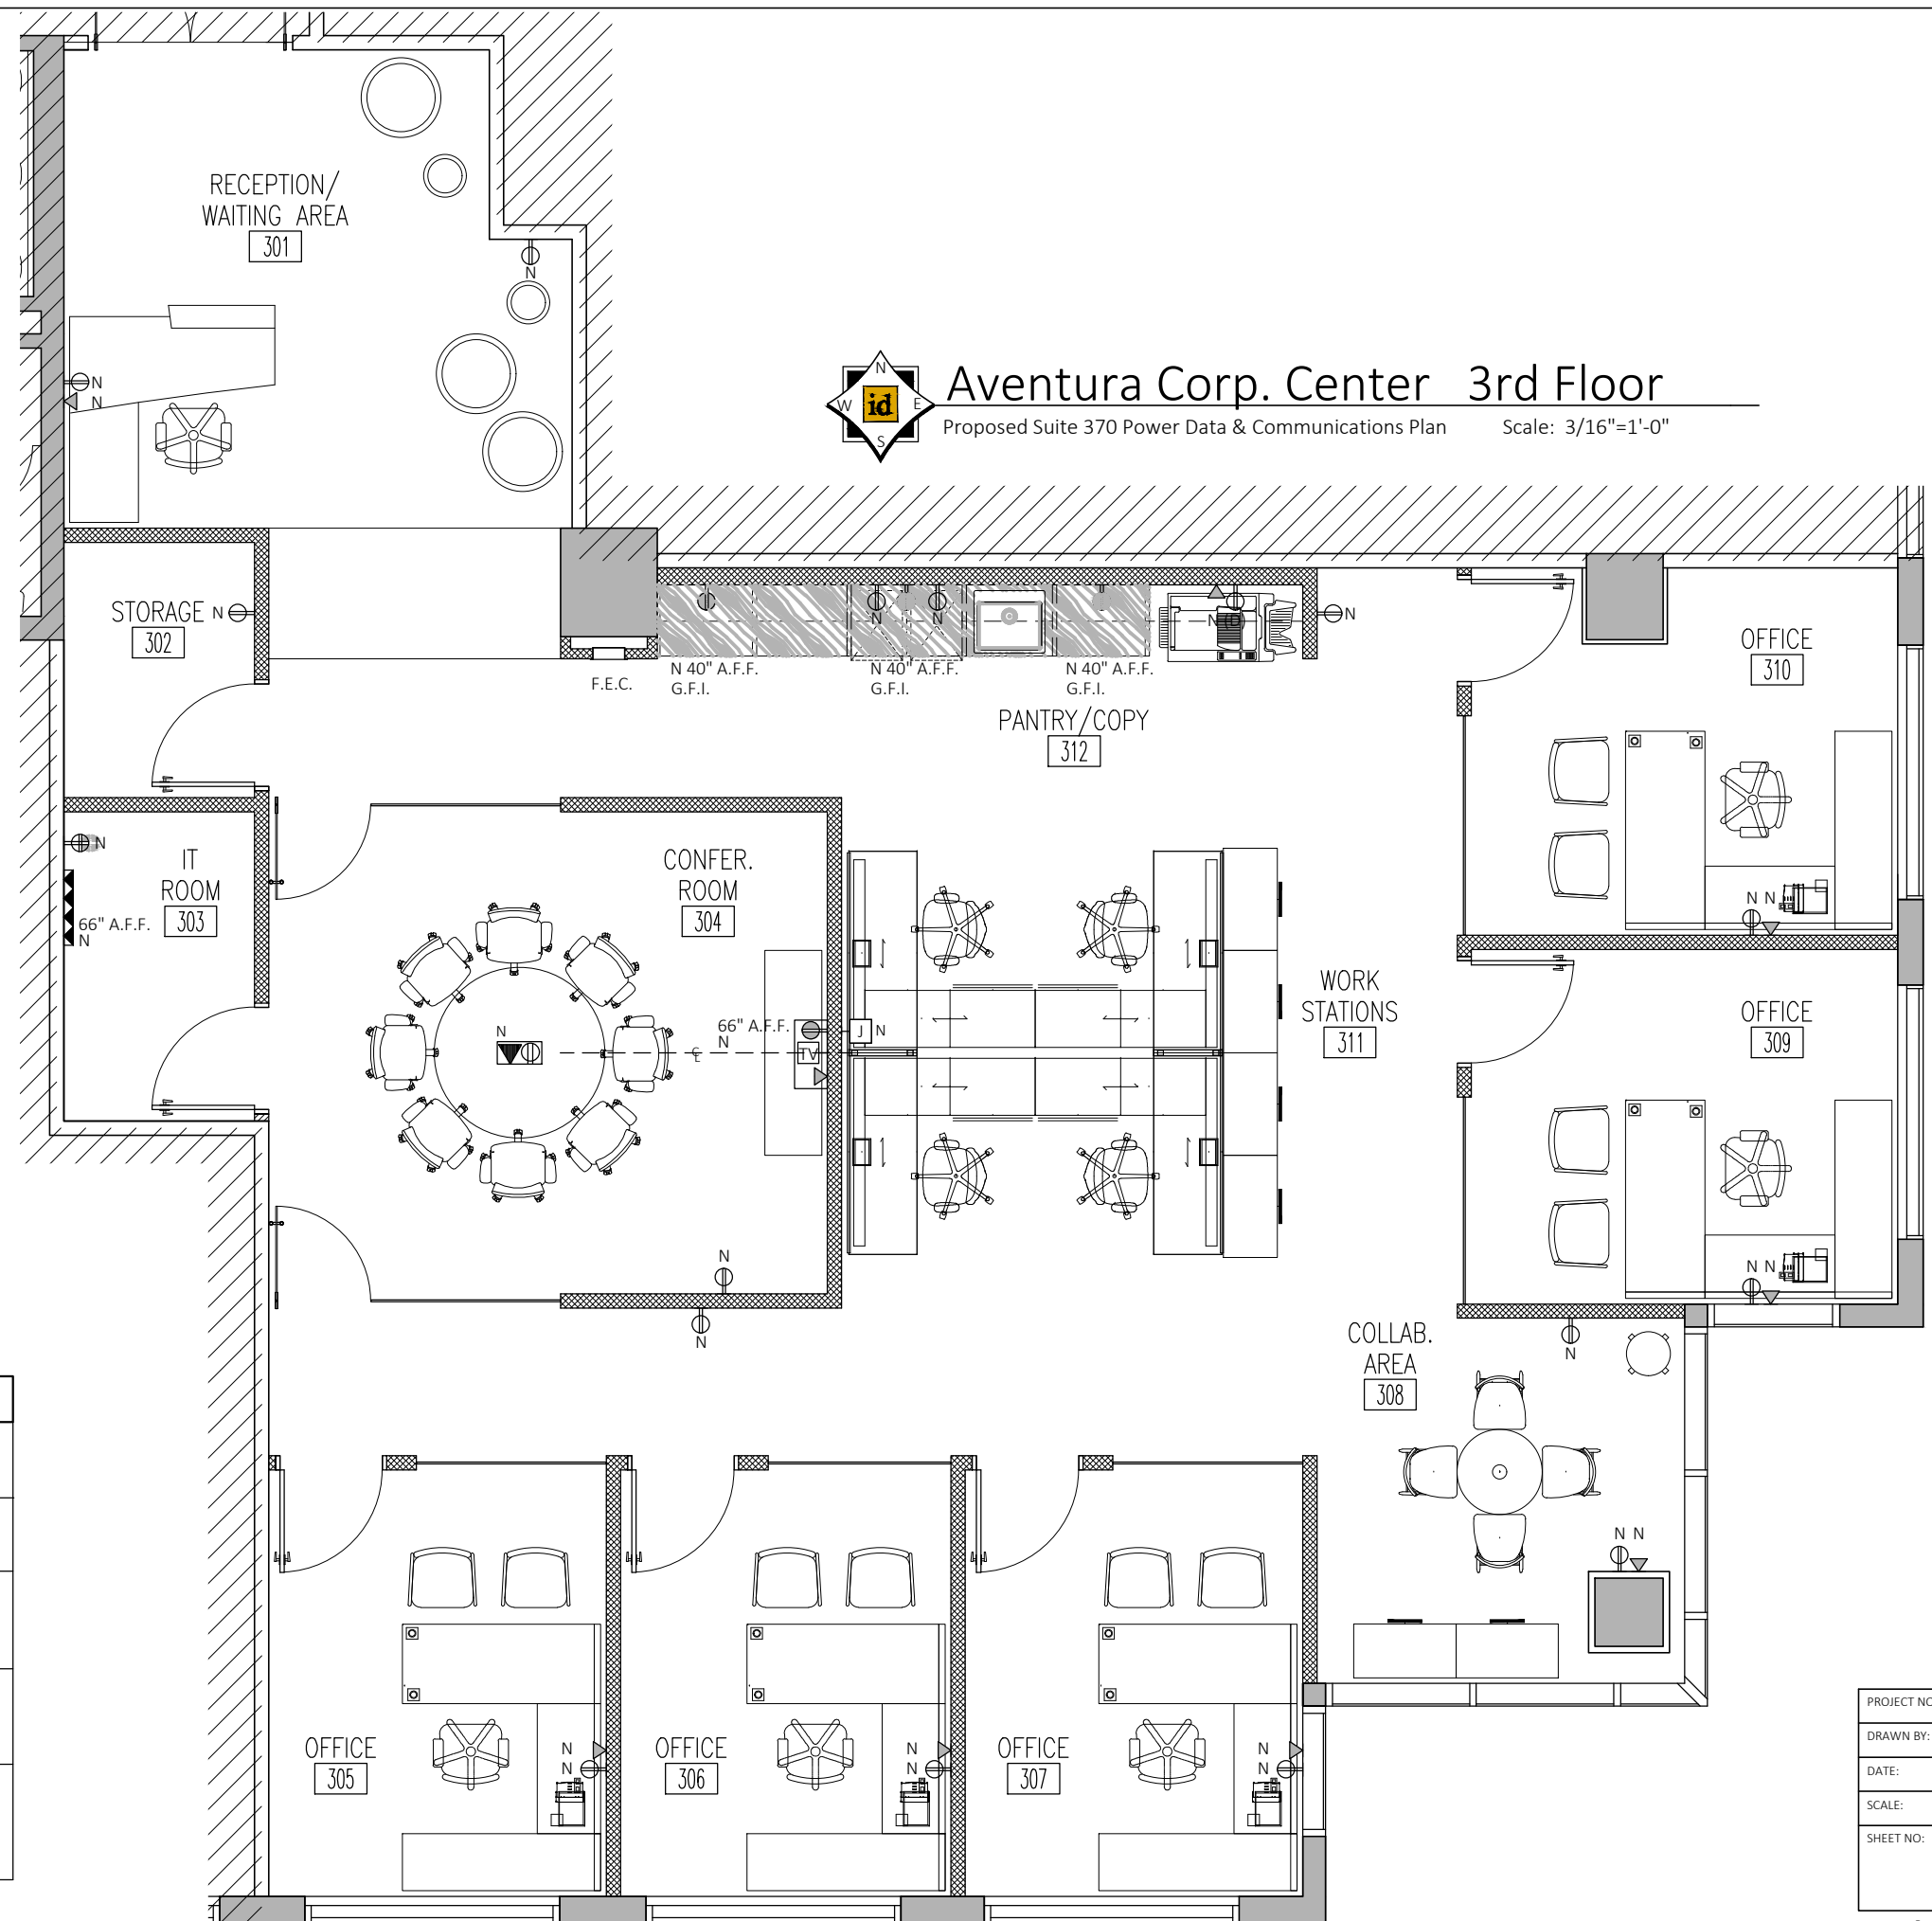 RECEPTION/
WAITING AREA
301
N
N
N
N
W id E
S
Aventura Corp. Center 3rd Floor
Proposed Suite 370 Power Data & Communications Plan Scale: 3/16"=1'-0"
STORAGE N
302
N N N (D) N
F.E.C.
N 40" A.F.F.
G.F.I.
N 40" A.F.F.
G.F.I.
N 40" A.F.F.
G.F.I.
PANTRY/COPY
312
OFFICE
310
N N
N
IT
ROOM
303
66" A.F.F.
N
CONFER.
ROOM
304
N
66" A.F.F.
N
CL
TV
J N
WORK
STATIONS
311
OFFICE
309
N N
N
N
COLLAB.
AREA
308
N
N N
OFFICE
305
N
N
OFFICE
306
N
N
OFFICE
307
N
N
PROJECT NO
DRAWN BY:
DATE:
SCALE:
SHEET NO: